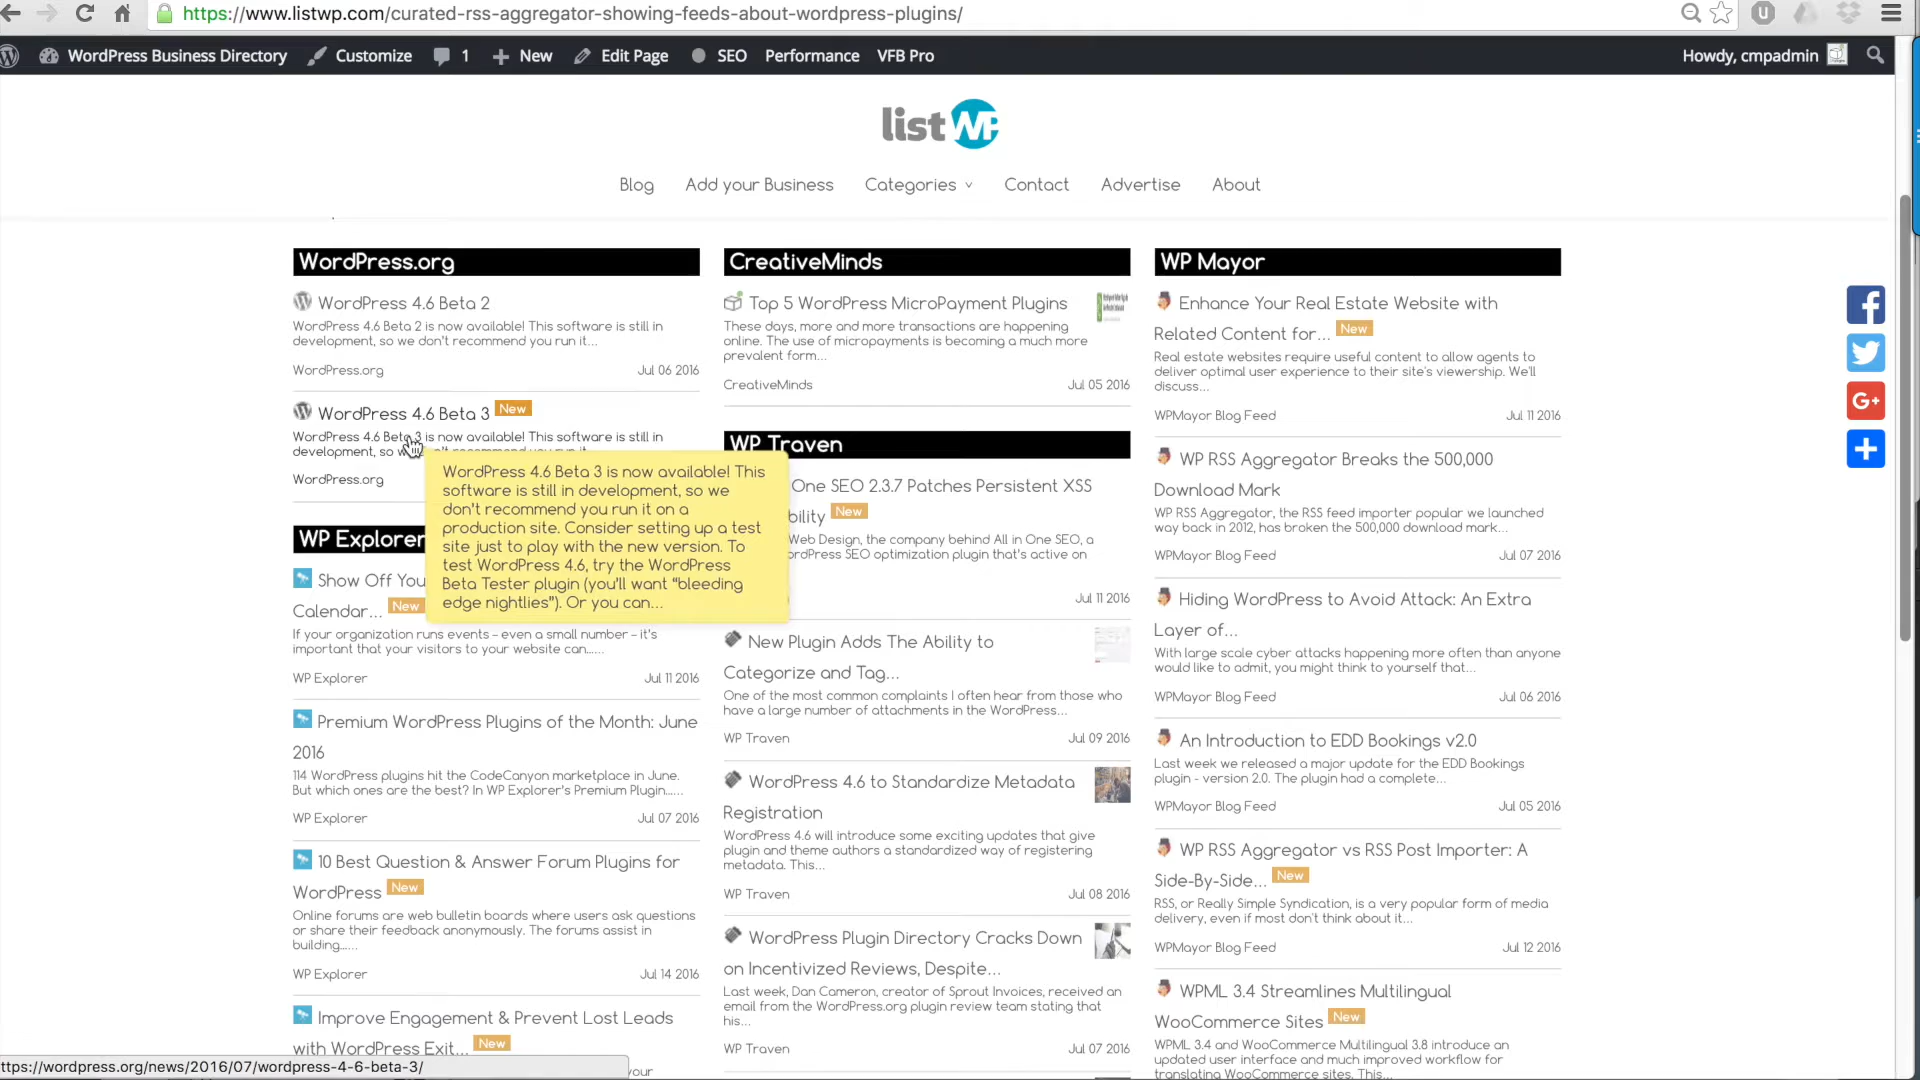 https://www.listwp.com/curated-rss-aggregator-showing-feeds-about-wordpress-plugins/
WordPress Business Directory
Customize
1
New
Edit Page
SEO
Performance
VFB Pro
Howdy, cmpadmin
list WP
Blog
Add your Business
Categories
Contact
Advertise
About
WordPress.org
WordPress 4.6 Beta 2
WordPress 4.6 Beta 2 is now available! This software is still in
development, so we don't recommend you run it...
WordPress.org
Jul 06 2016
WordPress 4.6 Beta 3 New
WordPress 4.6 Beta 3 is now available! This software is still in
development, so
WordPress.org
WordPress 4.6 Beta 3 is now available! This
software is still in development, so we
don't recommend you run it on a
production site. Consider setting up a test
site just to play with the new version. To
test WordPress 4.6, try the WordPress
Beta Tester plugin (you'll want “bleeding
edge nightlies”). Or you can...
WP Explorer
Show Off You
Calendar... New
If your organization runs events – even a small number – it's
important that your visitors to your website can......
WP Explorer
Jul 11 2016
Premium WordPress Plugins of the Month: June
2016
114 WordPress plugins hit the CodeCanyon marketplace in June.
But which ones are the best? In WP Explorer's Premium Plugin......
WP Explorer
Jul 07 2016
10 Best Question & Answer Forum Plugins for
WordPress New
Online forums are web bulletin boards where users ask questions
or share their feedback anonymously. The forums assist in
building......
WP Explorer
Jul 14 2016
Improve Engagement & Prevent Lost Leads
with WordPress Exit... New
your
CreativeMinds
Top 5 WordPress MicroPayment Plugins
These days, more and more transactions are happening
online. The use of micropayments is becoming a much more
prevalent form...
CreativeMinds
Jul 05 2016
WP Traven
One SEO 2.3.7 Patches Persistent XSS
bility New
Web Design, the company behind All in One SEO, a
ordPress SEO optimization plugin that's active on
Jul 11 2016
New Plugin Adds The Ability to
Categorize and Tag...
One of the most common complaints I often hear from those who
have a large number of attachments in the WordPress...
WP Traven
Jul 09 2016
WordPress 4.6 to Standardize Metadata
Registration
WordPress 4.6 will introduce some exciting updates that give
plugin and theme authors a standardized way of registering
metadata. This...
WP Traven
Jul 08 2016
WordPress Plugin Directory Cracks Down
on Incentivized Reviews, Despite...
Last week, Dan Cameron, creator of Sprout Invoices, received an
email from the WordPress.org plugin review team stating that
his...
WP Traven
Jul 07 2016
WP Mayor
Enhance Your Real Estate Website with
Related Content for... New
Real estate websites require useful content to allow agents to
deliver optimal user experience to their site's viewership. We'll
discuss...
WPMayor Blog Feed
Jul 11 2016
WP RSS Aggregator Breaks the 500,000
Download Mark
WP RSS Aggregator, the RSS feed importer popular we launched
way back in 2012, has broken the 500,000 download mark...
WPMayor Blog Feed
Jul 07 2016
Hiding WordPress to Avoid Attack: An Extra
Layer of...
With large scale cyber attacks happening more often than anyone
would like to admit, you might think to yourself that...
WPMayor Blog Feed
Jul 06 2016
An Introduction to EDD Bookings v2.0
Last week we released a major update for the EDD Bookings
plugin - version 2.0. The plugin had a complete...
WPMayor Blog Feed
Jul 05 2016
WP RSS Aggregator vs RSS Post Importer: A
Side-By-Side... New
RSS, or Really Simple Syndication, is a very popular form of media
delivery, even if most don't think about it...
WPMayor Blog Feed
Jul 12 2016
WPML 3.4 Streamlines Multilingual
WooCommerce Sites New
WPML 3.4 and WooCommerce Multilingual 3.8 introduce an
updated user interface and much improved workflow for
translating WooCommerce sites. This...
ttps://wordpress.org/news/2016/07/wordpress-4-6-beta-3/